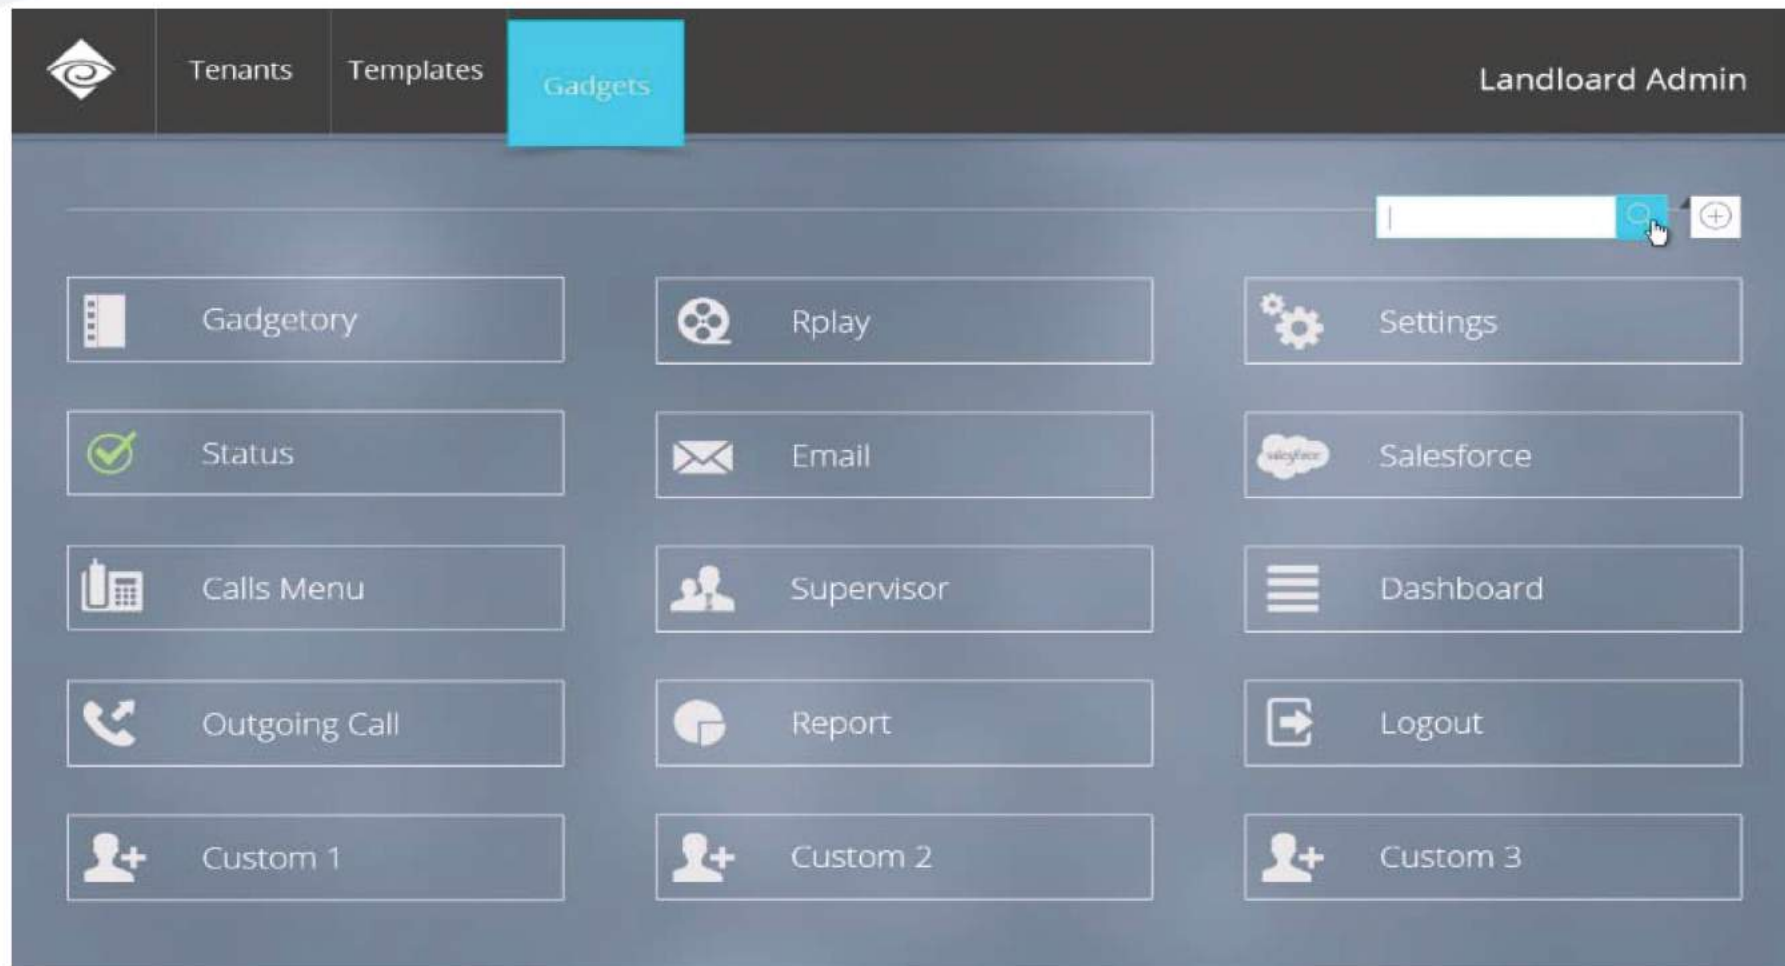 Tenants
Templates
Gadgets
Landloard Admin
Gadgetory
Rplay
Settings
Status
Email
salesforce
Salesforce
Calls Menu
Supervisor
Dashboard
Outgoing Call
Report
Logout
Custom 1
Custom 2
Custom 3